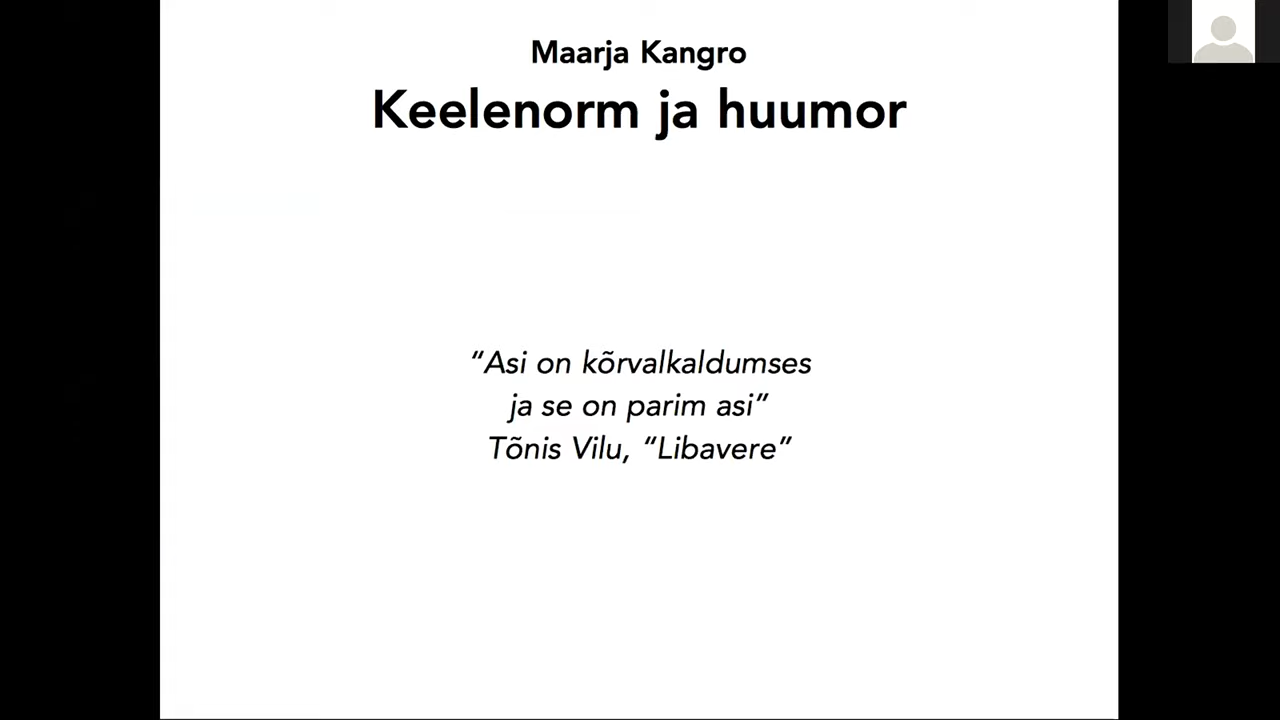 Maarja Kangro
Keelenorm ja huumor
“Asi on kõrvalkaldumses
ja se on parim asi”
Tõnis Vilu, “Libavere”